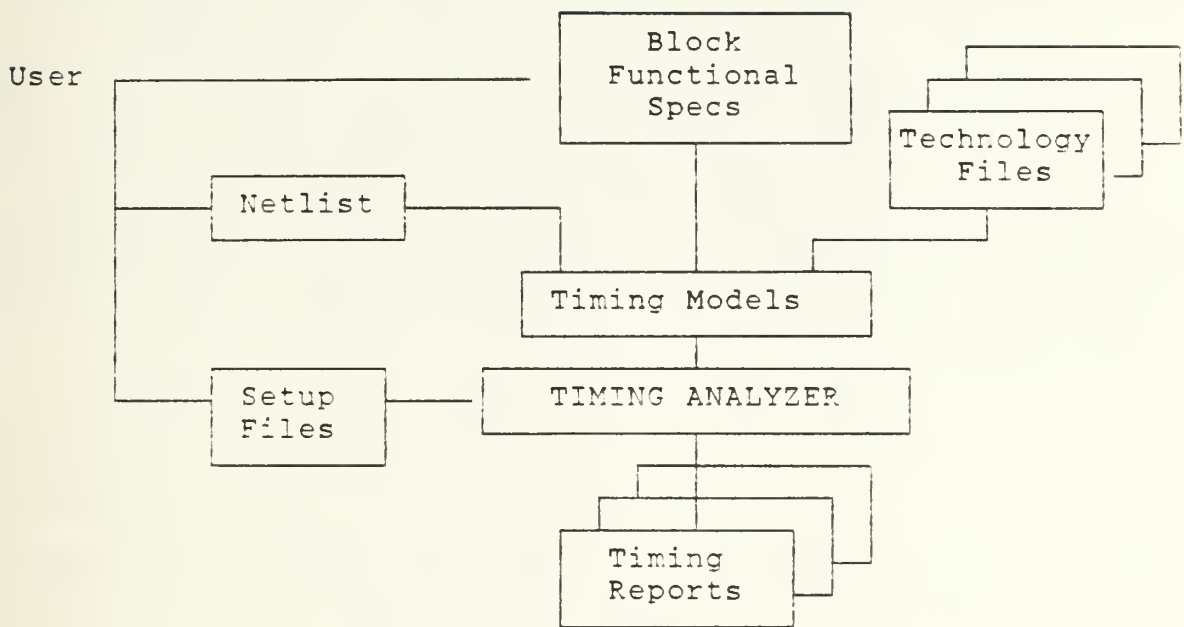 Block
Functional
Specs
User
Technology
Files
Netlist
Timing Models
Setup
Files
TIMING ANALYZER
Timing
Reports